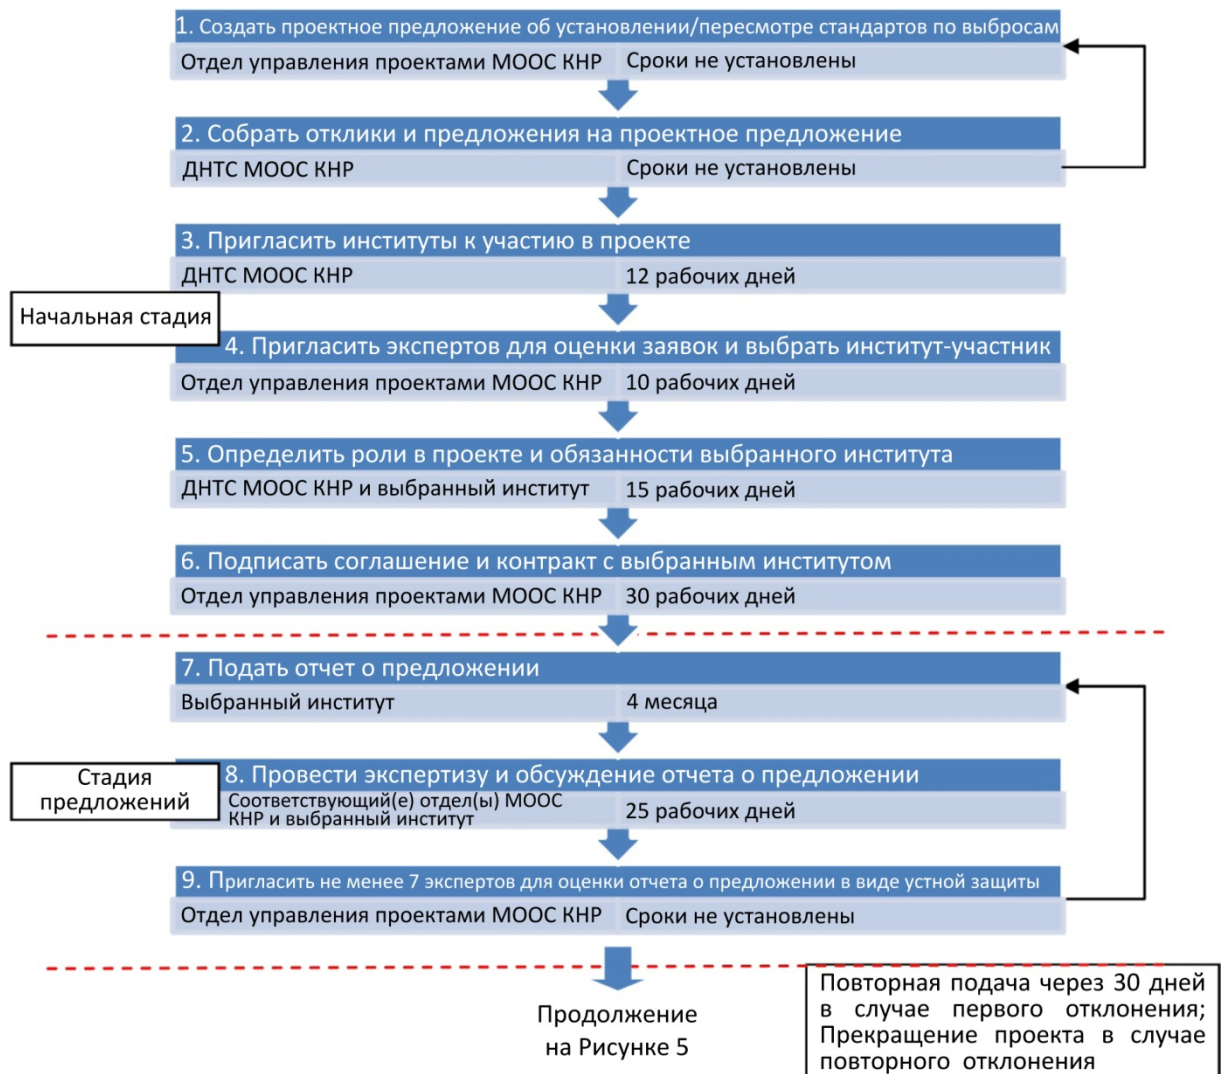 1. Создать проектное предложение об установлении/пересмотре стандартов по выбросам
Отдел управления проектами МООС КНР
Сроки не установлены
2. Собрать отклики и предложения на проектное предложение
ДНТС МООС КНР
Сроки не установлены
3. Пригласить институты к участию в проекте
ДНТС МООС КНР
12 рабочих дней
Начальная стадия
4. Пригласить экспертов для оценки заявок и выбрать институт-участник
Отдел управления проектами МООС КНР
10 рабочих дней
5. Определить роли в проекте и обязанности выбранного института
ДНТС МООС КНР и выбранный институт
15 рабочих дней
6. Подписать соглашение и контракт с выбранным институтом
Отдел управления проектами МООС КНР
30 рабочих дней
7. Подать отчет о предложении
Выбранный институт
4 месяца
Стадия
предложений
8. Провести экспертизу и обсуждение отчета о предложении
Соответствующий(е) отдел(ы) МООС
КНР и выбранный институт
25 рабочих дней
9. Пригласить не менее 7 экспертов для оценки отчета о предложении в виде устной защиты
Отдел управления проектами МООС КНР
Сроки не установлены
Продолжение
на Рисунке 5
Повторная подача через 30 дней
в случае первого отклонения;
Прекращение проекта в случае
повторного отклонения